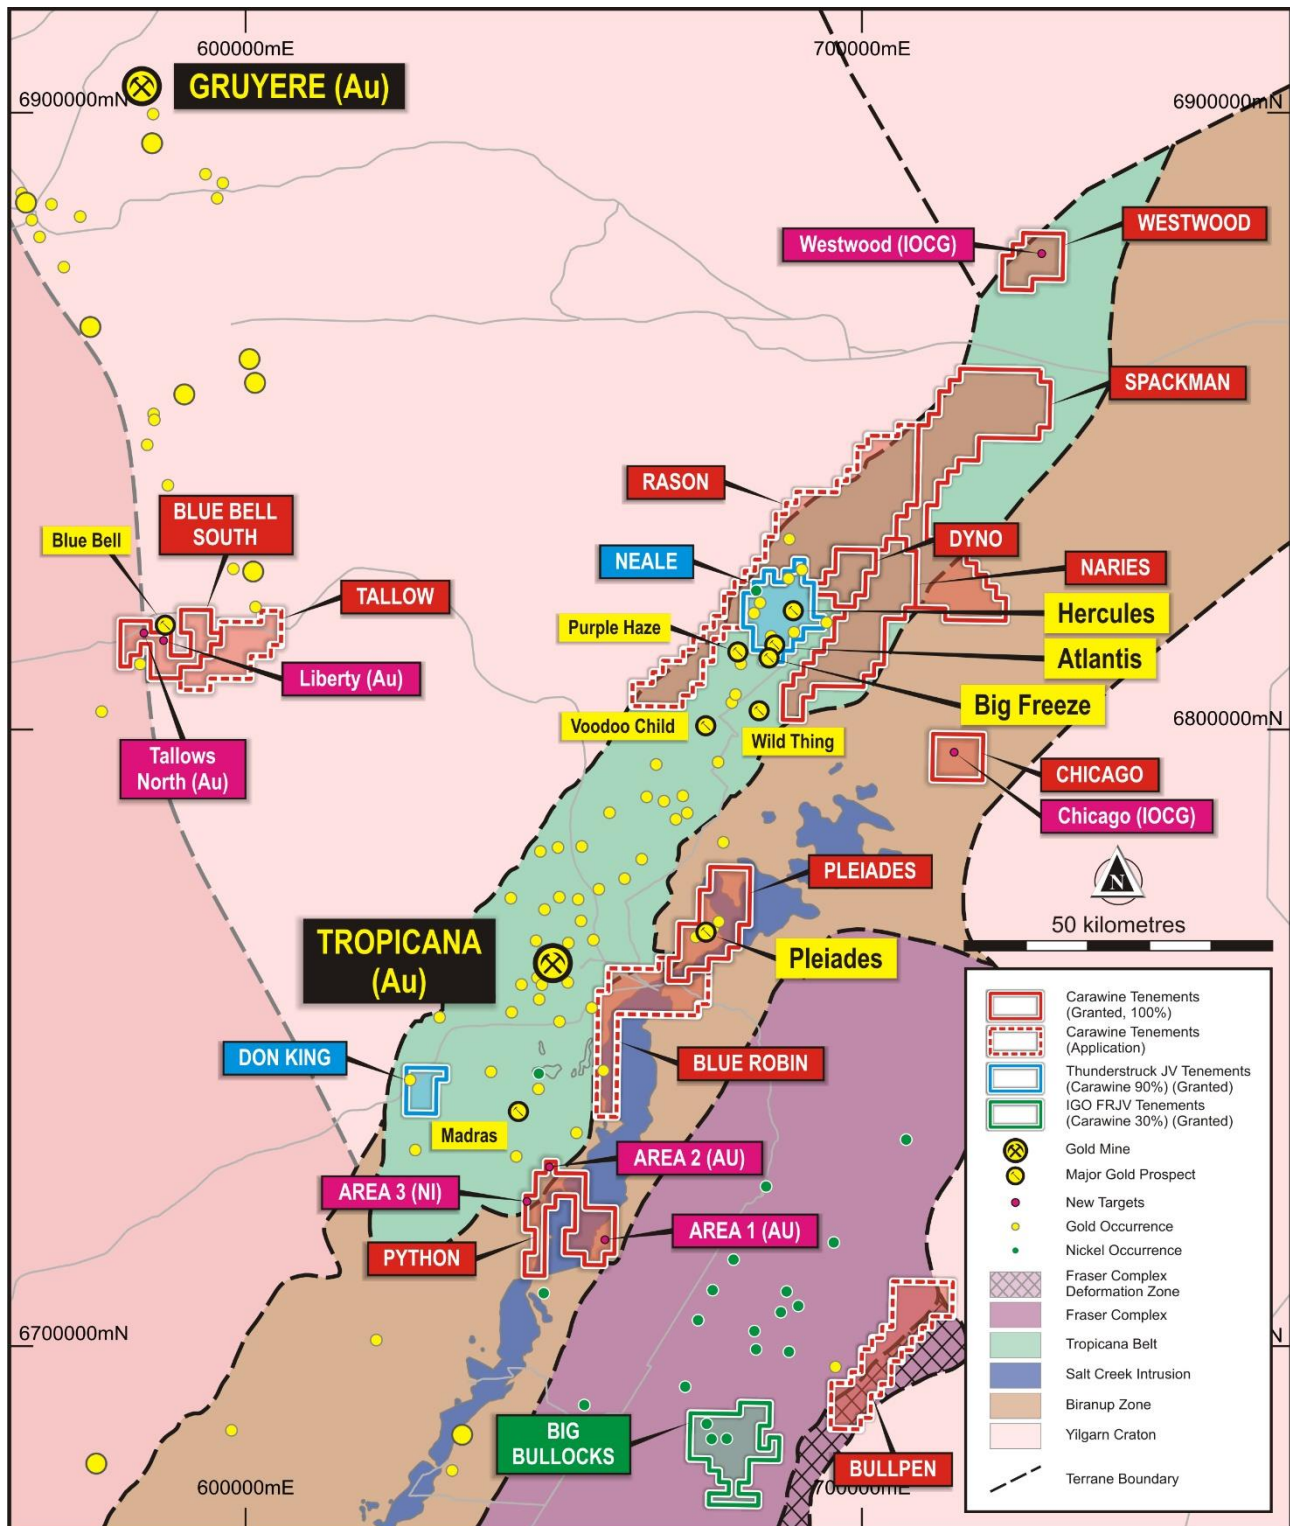 600000mE
700000mE
GRUYERE (Au)
6900000mN
6900000mN
WESTWOOD
Westwood (IOCG)
SPACKMAN
RASON
BLUE BELL
SOUTH
Blue Bell
DYNO
NEALE
NARIES
TALLOW
Hercules
Purple Haze
Atlantis
Liberty (Au)
Big Freeze
Voodoo Child
6800000mN
Wild Thing
Tallows
North (Au)
CHICAGO
Chicago (IOCG)
PLEIADES
N
50 kilometres
TROPICANA
(Au)
Pleiades
DON KING
BLUE ROBIN
Madras
AREA 2 (AU)
AREA 3 (NI)
AREA 1 (AU)
PYTHON
6700000mN
N
BIG
BULLOCKS
BULLPEN
600000mE
700000mE
Carawine Tenements
(Granted, 100%)
Carawine Tenements
(Application)
Thunderstruck JV Tenements
(Carawine 90%) (Granted)
IGO FRJV Tenements
(Carawine 30%) (Granted)
Gold Mine
Major Gold Prospect
New Targets
Gold Occurrence
Nickel Occurrence
Fraser Complex
Deformation Zone
Fraser Complex
Tropicana Belt
Salt Creek Intrusion
Biranup Zone
Yilgarn Craton
Terrane Boundary